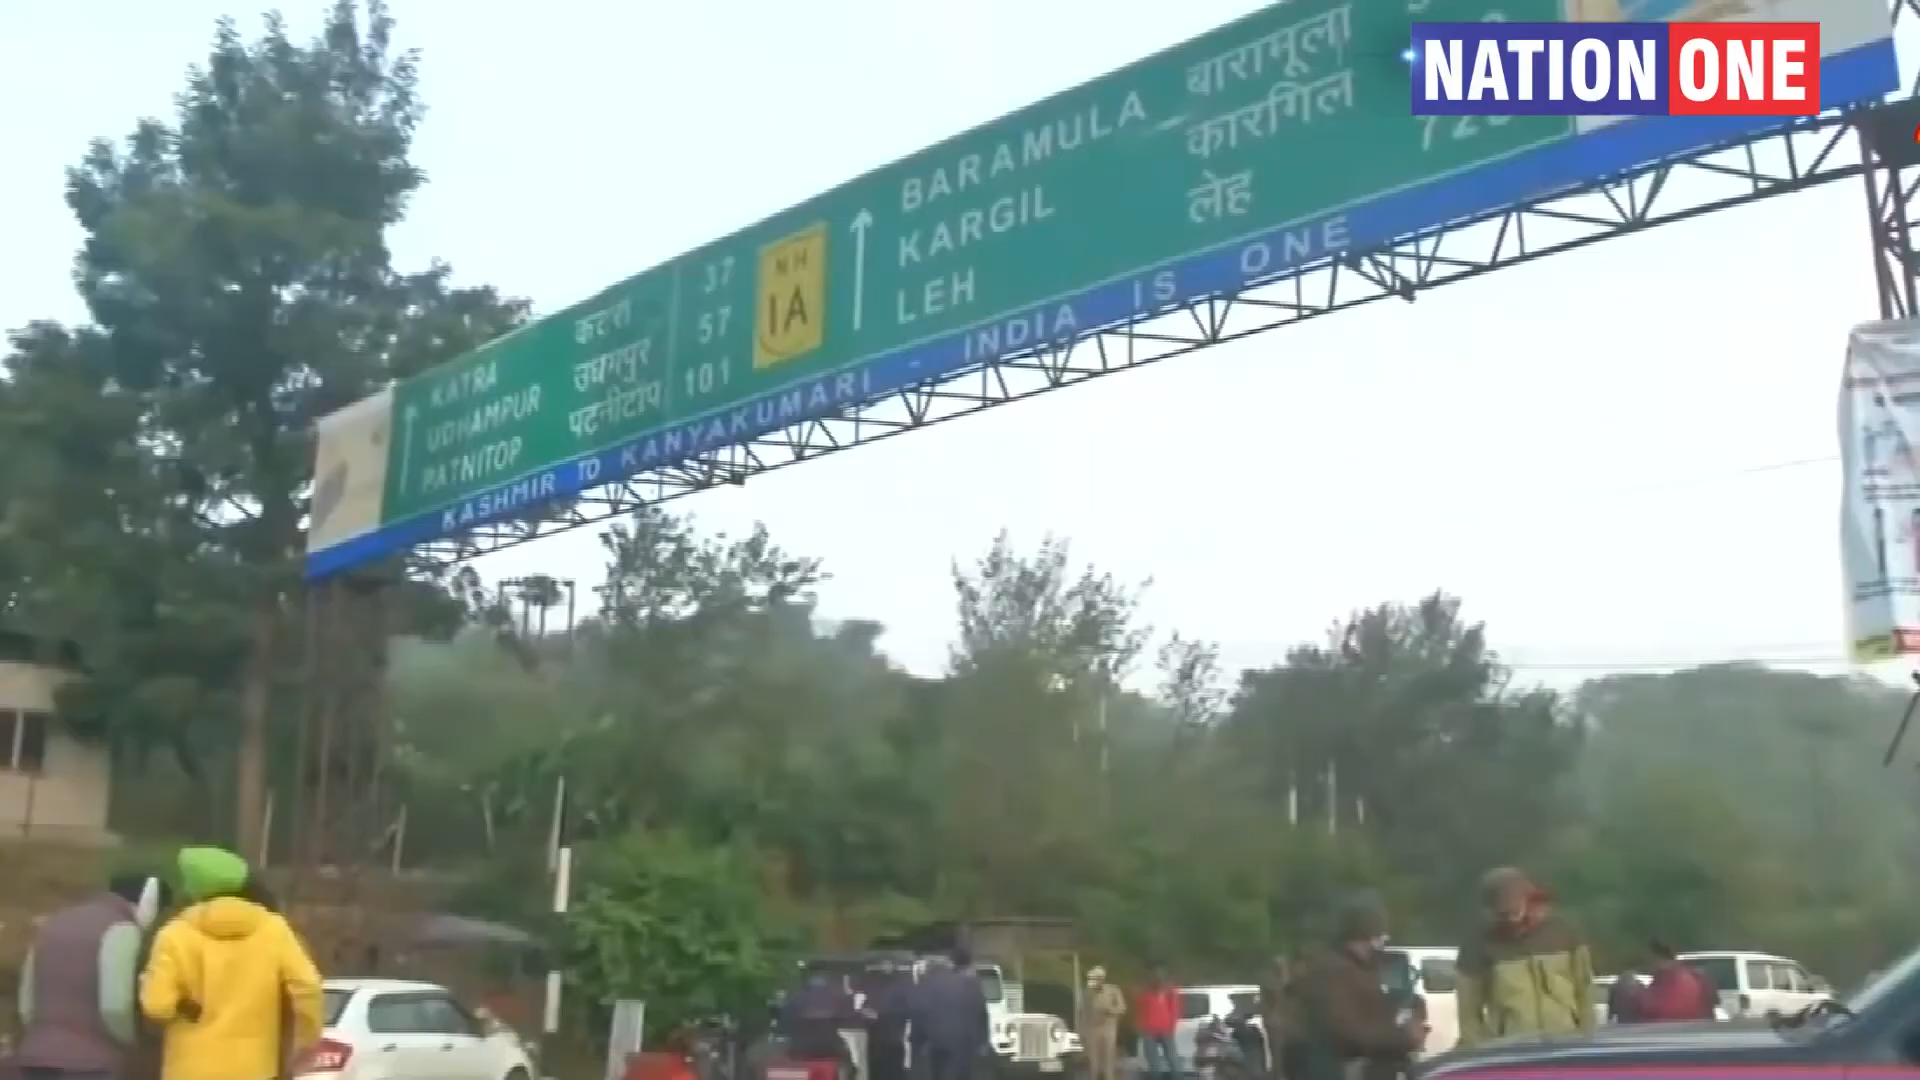 NATION ONE
KATRA कटरा 37
UDHAMPUR उधमपुर 57
PATNITOP पटनीटॉप 101
NH
1A
BARAMULA बारामूला
KARGIL कारगिल
LEH लेह
KASHMIR TO KANYAKUMARI - INDIA IS ONE